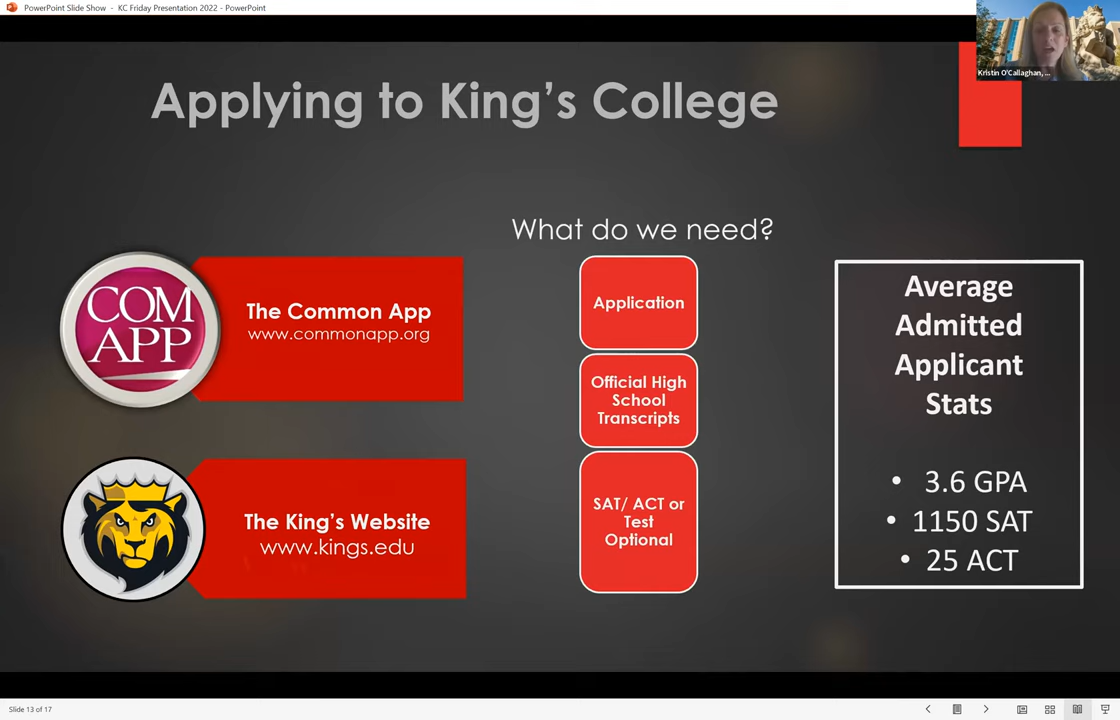 PowerPoint Slide Show - KC Friday Presentation 2022 - PowerPoint
Kristin O'Callaghan, ...
Applying to King's College
What do we need?
COM
APP
The Common App
www.commonapp.org
The King's Website
www.kings.edu
Application
Official High
School
Transcripts
SAT/ ACT or
Test
Optional
Average
Admitted
Applicant
Stats
• 3.6 GPA
• 1150 SAT
• 25 ACT
Slide 13 of 17